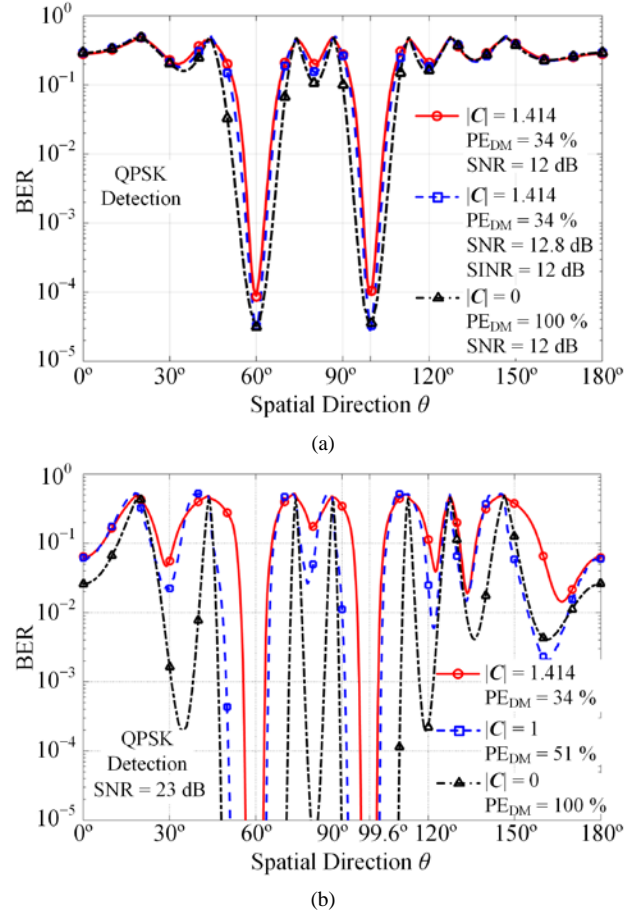 10⁰
10⁻¹
10⁻²
10⁻³
10⁻⁴
10⁻⁵
BER
QPSK
Detection
|C| = 1.414
PE_DM = 34 %
SNR = 12 dB
|C| = 1.414
PE_DM = 34 %
SNR = 12.8 dB
SINR = 12 dB
|C| = 0
PE_DM = 100 %
SNR = 12 dB
0º 30º 60º 90º 120º 150º 180º
Spatial Direction θ
(a)
10⁰
10⁻¹
10⁻²
10⁻³
10⁻⁴
10⁻⁵
BER
QPSK
Detection
SNR = 23 dB
|C| = 1.414
PE_DM = 34 %
|C| = 1
PE_DM = 51 %
|C| = 0
PE_DM = 100 %
0º 30º 60º 90º 99.6º 120º 150º 180º
Spatial Direction θ
(b)